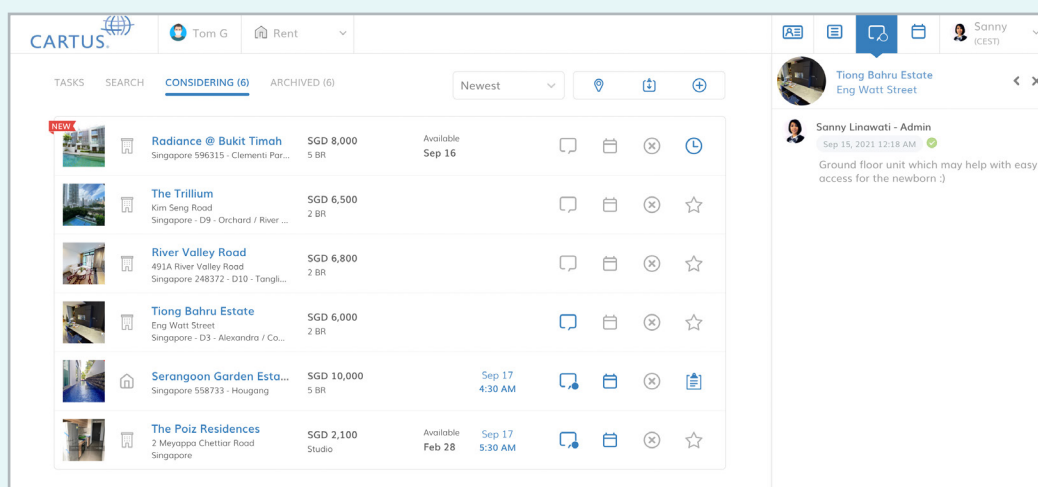 CARTUS
Tom G
Rent
Sanny
(CEST)
TASKS SEARCH CONSIDERING (6) ARCHIVED (6)
Newest
Tiong Bahru Estate
Eng Watt Street
Sanny Linawati - Admin
Sep 15, 2021 12:18 AM
Ground floor unit which may help with easy
access for the newborn :)
NEW
Radiance @ Bukit Timah
Singapore 596315 - Clementi Par...
SGD 8,000
5 BR
Available
Sep 16
The Trillium
Kim Seng Road
Singapore - D9 - Orchard / River ...
SGD 6,500
2 BR
River Valley Road
491A River Valley Road
Singapore 248372 - D10 - Tangli...
SGD 6,800
2 BR
Tiong Bahru Estate
Eng Watt Street
Singapore - D3 - Alexandra / Co...
SGD 6,000
2 BR
Serangoon Garden Esta...
Singapore 558733 - Hougang
SGD 10,000
5 BR
Sep 17
4:30 AM
The Poiz Residences
2 Meyappa Chettiar Road
Singapore
SGD 2,100
Studio
Available
Feb 28
Sep 17
5:30 AM